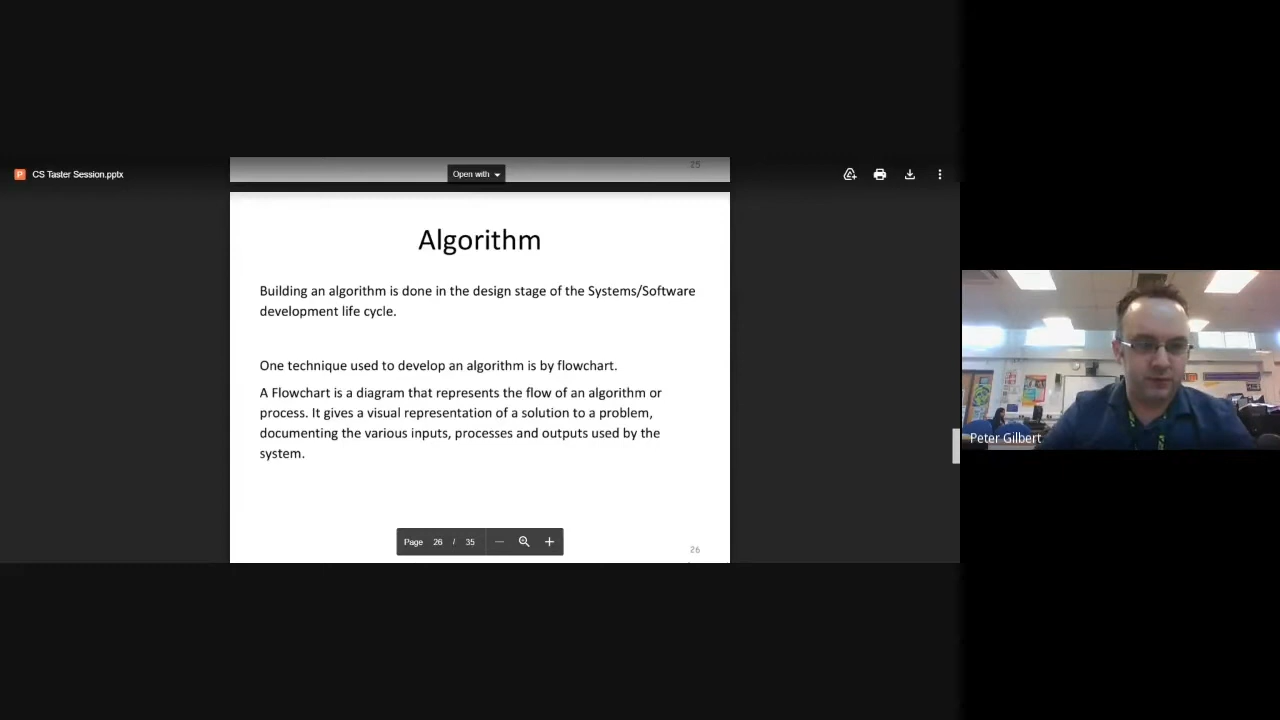 25
CS Taster Session.pptx
Open with
Algorithm
Building an algorithm is done in the design stage of the Systems/Software
development life cycle.
One technique used to develop an algorithm is by flowchart.
A Flowchart is a diagram that represents the flow of an algorithm or
process. It gives a visual representation of a solution to a problem,
documenting the various inputs, processes and outputs used by the
system.
Page 26 / 35
26
Peter Gilbert